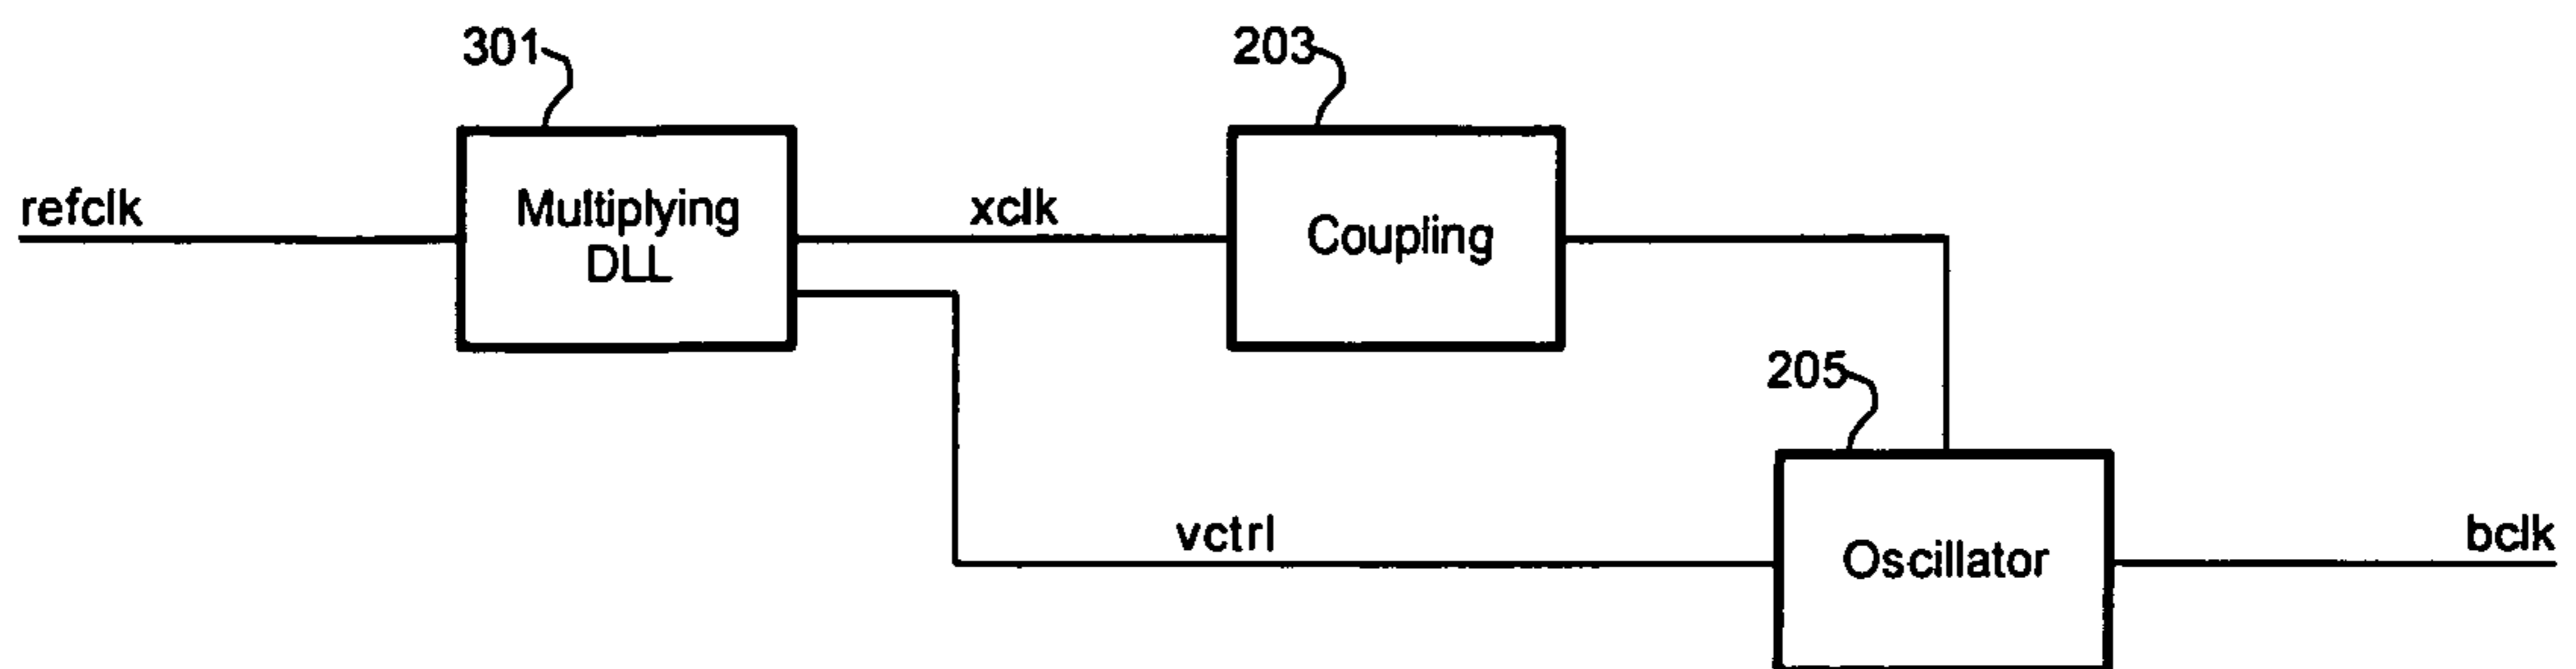 301
203
refclk
Multiplying
DLL
xclk
Coupling
205
vctrl
Oscillator
bclk